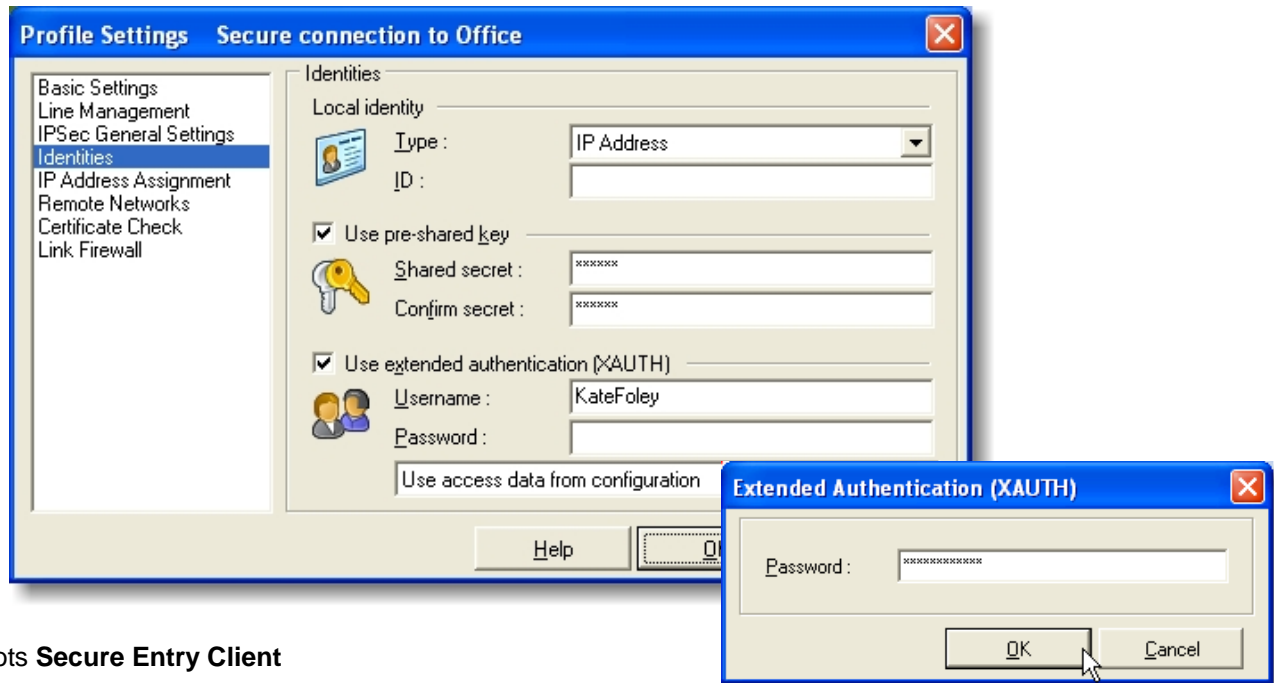 Profile Settings Secure connection to Office
Basic Settings
Line Management
IPSec General Settings
Identities
IP Address Assignment
Remote Networks
Certificate Check
Link Firewall
Identities
Local identity
Type :
IP Address
ID :
Use pre-shared key
Shared secret :
******
Confirm secret :
******
Use extended authentication (XAUTH)
Username :
KateFoley
Password :
Use access data from configuration
Help
Extended Authentication (XAUTH)
Password :
************
OK
Cancel
Secure Entry Client